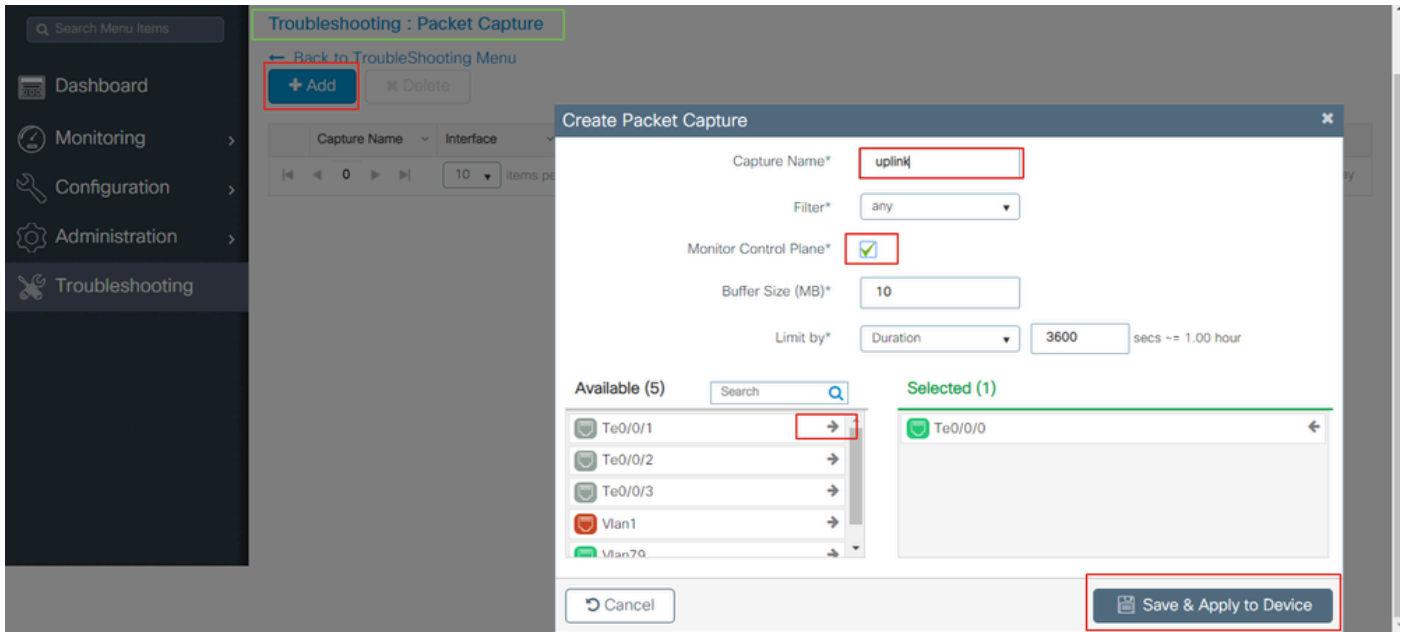 Search Menu Items
Dashboard
Monitoring
Configuration
Administration
Troubleshooting
Troubleshooting : Packet Capture
← Back to TroubleShooting Menu
+ Add
× Delete
Capture Name Interface
0 10 items pe
ay
Create Packet Capture ×
Capture Name* uplink
Filter* any
Monitor Control Plane*
Buffer Size (MB)* 10
Limit by* Duration 3600 secs ~= 1.00 hour
Available (5) Search
Te0/0/1 →
Te0/0/2 →
Te0/0/3 →
Vlan1 →
Vlan79 →
Selected (1)
Te0/0/0 ←
Cancel
Save & Apply to Device